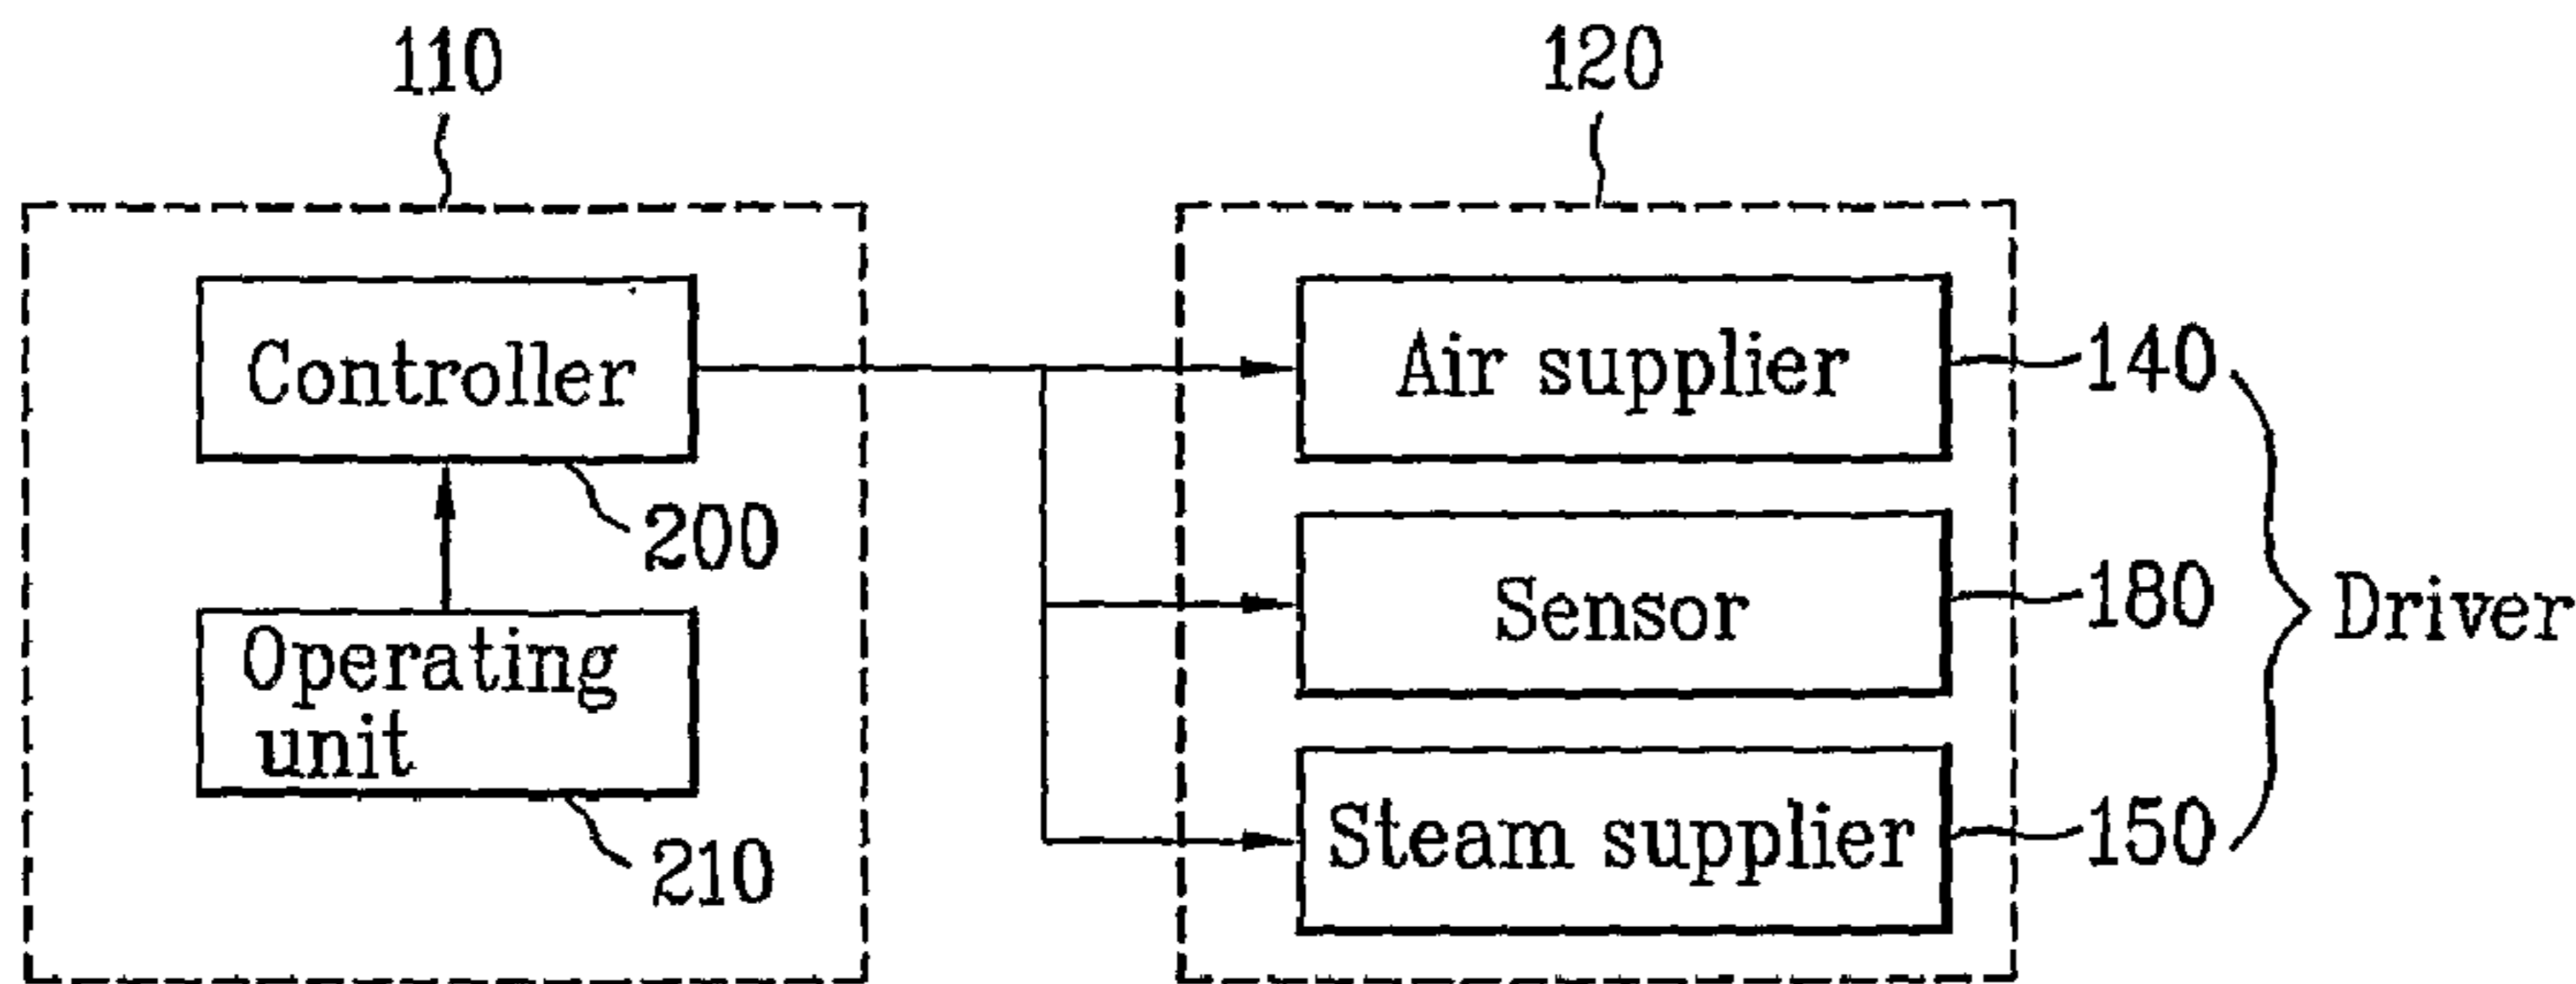 110
120
Controller
200
Operating
unit
210
Air supplier
140
Sensor
180
Steam supplier
150
Driver